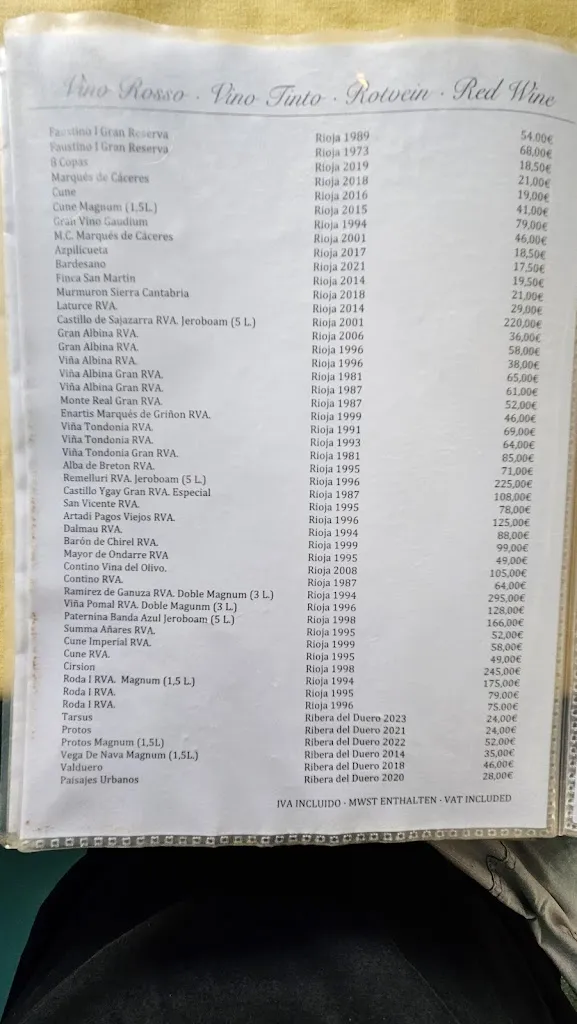 Vino Rosso · Vino Tinto · Rotwein · Red Wine
Faustino I Gran Reserva Rioja 1989 54,00€
Faustino I Gran Reserva Rioja 1973 68,00€
8 Copas Rioja 2019 18,50€
Marqués de Cáceres Rioja 2018 21,00€
Cune Rioja 2016 19,00€
Cune Magnum (1,5L.) Rioja 2015 41,00€
Gran Vino Gaudium Rioja 1994 79,00€
M.C. Marqués de Cáceres Rioja 2001 46,00€
Azpilicueta Rioja 2017 18,50€
Bardesano Rioja 2021 17,50€
Finca San Martin Rioja 2014 19,50€
Murmuron Sierra Cantabria Rioja 2018 21,00€
Laturce RVA. Rioja 2014 29,00€
Castillo de Sajazarra RVA. Jeroboam (5 L.) Rioja 2001 220,00€
Gran Albina RVA. Rioja 2006 36,00€
Gran Albina RVA. Rioja 1996 58,00€
Viña Albina RVA. Rioja 1996 38,00€
Viña Albina Gran RVA. Rioja 1981 65,00€
Viña Albina Gran RVA. Rioja 1987 61,00€
Monte Real Gran RVA. Rioja 1987 52,00€
Enartis Marqués de Griñon RVA. Rioja 1999 46,00€
Viña Tondonia RVA. Rioja 1991 69,00€
Viña Tondonia RVA. Rioja 1993 64,00€
Viña Tondonia Gran RVA. Rioja 1981 85,00€
Alba de Breton RVA. Rioja 1995 71,00€
Remelluri RVA. Jeroboam (5 L.) Rioja 1996 225,00€
Castillo Ygay Gran RVA. Especial Rioja 1987 108,00€
San Vicente RVA. Rioja 1995 78,00€
Artadi Pagos Viejos RVA. Rioja 1996 125,00€
Dalmau RVA. Rioja 1994 88,00€
Barón de Chirel RVA. Rioja 1999 99,00€
Mayor de Ondarre RVA Rioja 1995 49,00€
Contino Vina del Olivo. Rioja 2008 105,00€
Contino RVA. Rioja 1987 64,00€
Ramirez de Ganuza RVA. Doble Magnum (3 L.) Rioja 1994 295,00€
Viña Pomal RVA. Doble Magunm (3 L.) Rioja 1996 128,00€
Paternina Banda Azul Jeroboam (5 L.) Rioja 1998 166,00€
Summa Añares RVA. Rioja 1995 52,00€
Cune Imperial RVA. Rioja 1999 58,00€
Cune RVA. Rioja 1995 49,00€
Cirsion Rioja 1998 245,00€
Roda I RVA. Magnum (1,5 L.) Rioja 1994 175,00€
Roda I RVA. Rioja 1995 79,00€
Roda I RVA. Rioja 1996 75,00€
Tarsus Ribera del Duero 2023 24,00€
Protos Ribera del Duero 2021 24,00€
Protos Magnum (1,5L) Ribera del Duero 2022 52,00€
Vega De Nava Magnum (1,5L.) Ribera del Duero 2014 35,00€
Valduero Ribera del Duero 2018 46,00€
Paisajes Urbanos Ribera del Duero 2020 28,00€
IVA INCLUIDO · MWST ENTHALTEN · VAT INCLUDED